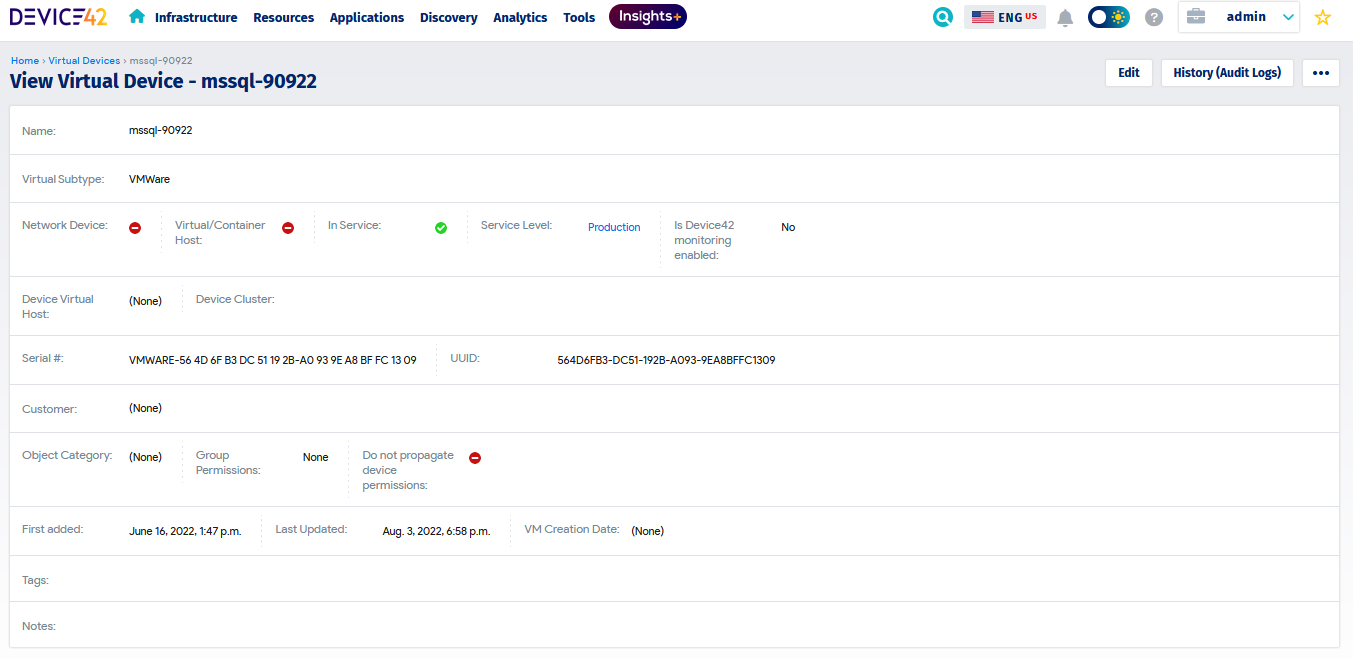 DEVICE42 Infrastructure Resources Applications Discovery Analytics Tools Insights+ ENG US ? admin
Home › Virtual Devices › mssql-90922
View Virtual Device - mssql-90922
Edit History (Audit Logs) •••
Name: mssql-90922
Virtual Subtype: VMWare
Network Device: Virtual/Container Host: In Service: Service Level: Production Is Device42 monitoring enabled: No
Device Virtual Host: (None) Device Cluster:
Serial #: VMWARE-56 4D 6F B3 DC 51 19 2B-A0 93 9E A8 BF FC 13 09 UUID: 564D6FB3-DC51-192B-A093-9EA8BFFC1309
Customer: (None)
Object Category: (None) Group Permissions: None Do not propagate device permissions:
First added: June 16, 2022, 1:47 p.m. Last Updated: Aug. 3, 2022, 6:58 p.m. VM Creation Date: (None)
Tags:
Notes: